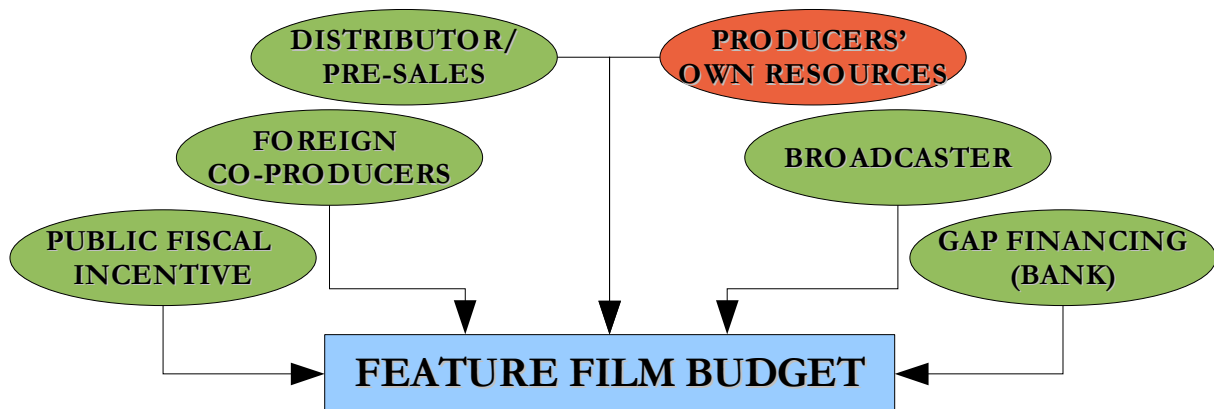 DISTRIBUTOR/
PRE-SALES
PRODUCERS’
OWN RESOURCES
FOREIGN
CO-PRODUCERS
BROADCASTER
PUBLIC FISCAL
INCENTIVE
GAP FINANCING
(BANK)
FEATURE FILM BUDGET